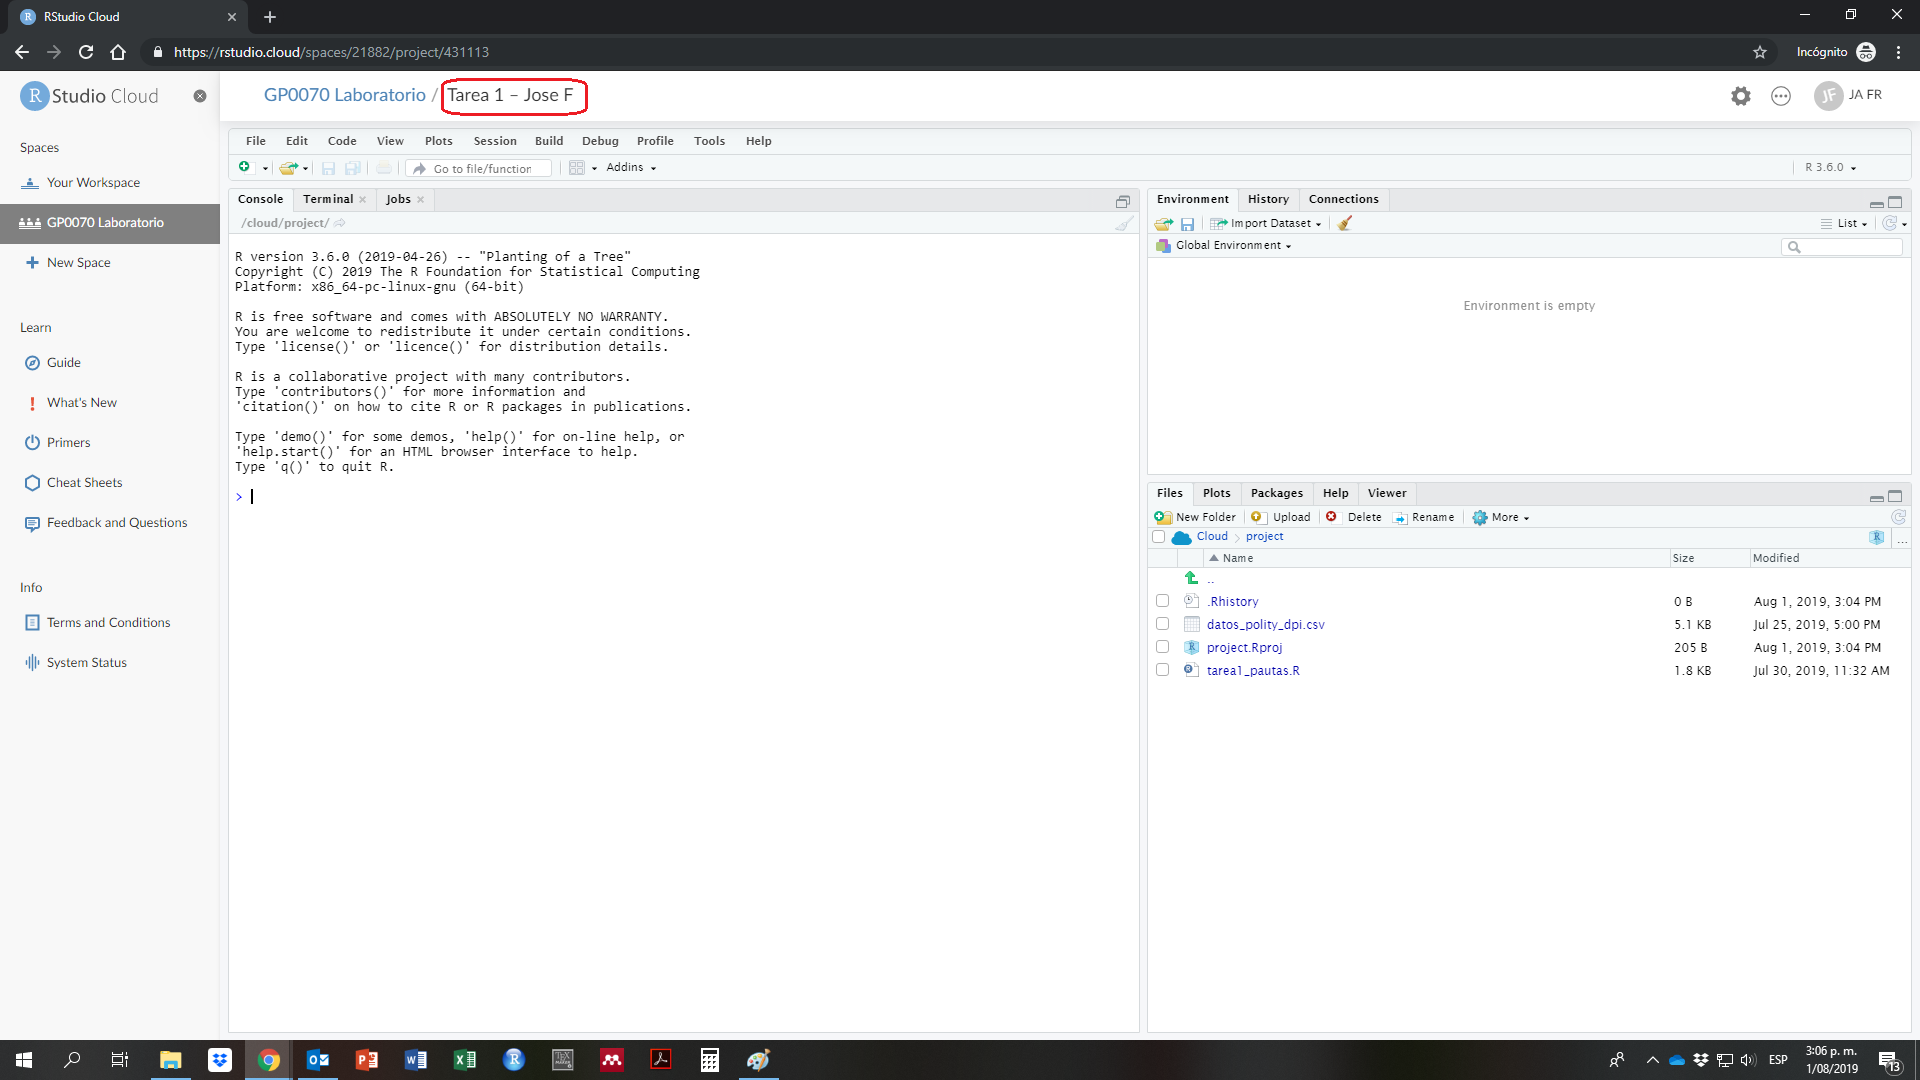 RStudio Cloud
https://rstudio.cloud/spaces/21882/project/431113
Incógnito
R Studio Cloud
GP0070 Laboratorio / Tarea 1 – Jose F
JF JA FR
Spaces
Your Workspace
GP0070 Laboratorio
New Space
Learn
Guide
What's New
Primers
Cheat Sheets
Feedback and Questions
Info
Terms and Conditions
System Status
File Edit Code View Plots Session Build Debug Profile Tools Help
Go to file/function Addins
R 3.6.0
Console Terminal Jobs
/cloud/project/
R version 3.6.0 (2019-04-26) -- "Planting of a Tree"
Copyright (C) 2019 The R Foundation for Statistical Computing
Platform: x86_64-pc-linux-gnu (64-bit)
R is free software and comes with ABSOLUTELY NO WARRANTY.
You are welcome to redistribute it under certain conditions.
Type 'license()' or 'licence()' for distribution details.
R is a collaborative project with many contributors.
Type 'contributors()' for more information and
'citation()' on how to cite R or R packages in publications.
Type 'demo()' for some demos, 'help()' for on-line help, or
'help.start()' for an HTML browser interface to help.
Type 'q()' to quit R.
>
Environment History Connections
Import Dataset List
Global Environment
Environment is empty
Files Plots Packages Help Viewer
New Folder Upload Delete Rename More
Cloud project ...
Name Size Modified
..
.Rhistory 0 B Aug 1, 2019, 3:04 PM
datos_polity_dpi.csv 5.1 KB Jul 25, 2019, 5:00 PM
project.Rproj 205 B Aug 1, 2019, 3:04 PM
tarea1_pautas.R 1.8 KB Jul 30, 2019, 11:32 AM
ESP
3:06 p. m.
1/08/2019
13